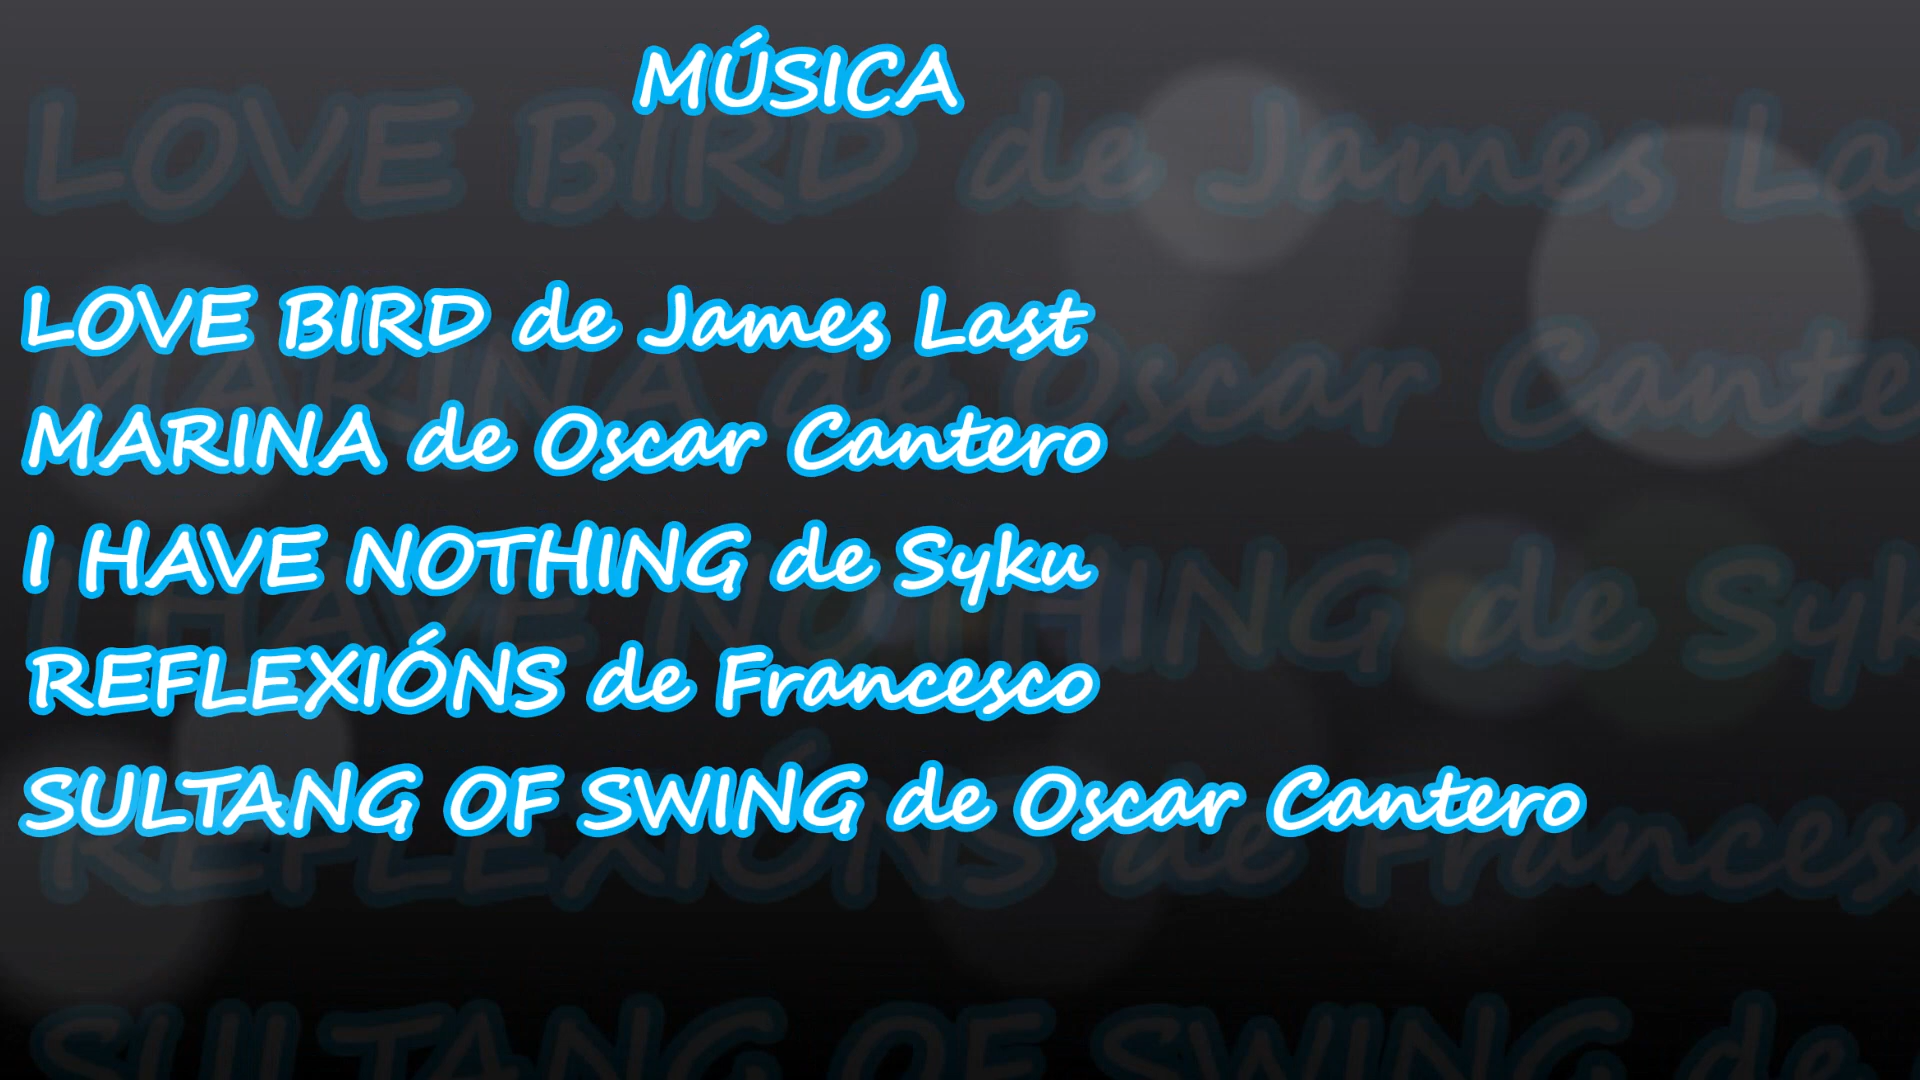 MÚSICA
LOVE BIRD de James Last
MARINA de Oscar Cantero
I HAVE NOTHING de Syku
REFLEXIÓNS de Francesco
SULTANG OF SWING de Oscar Cantero